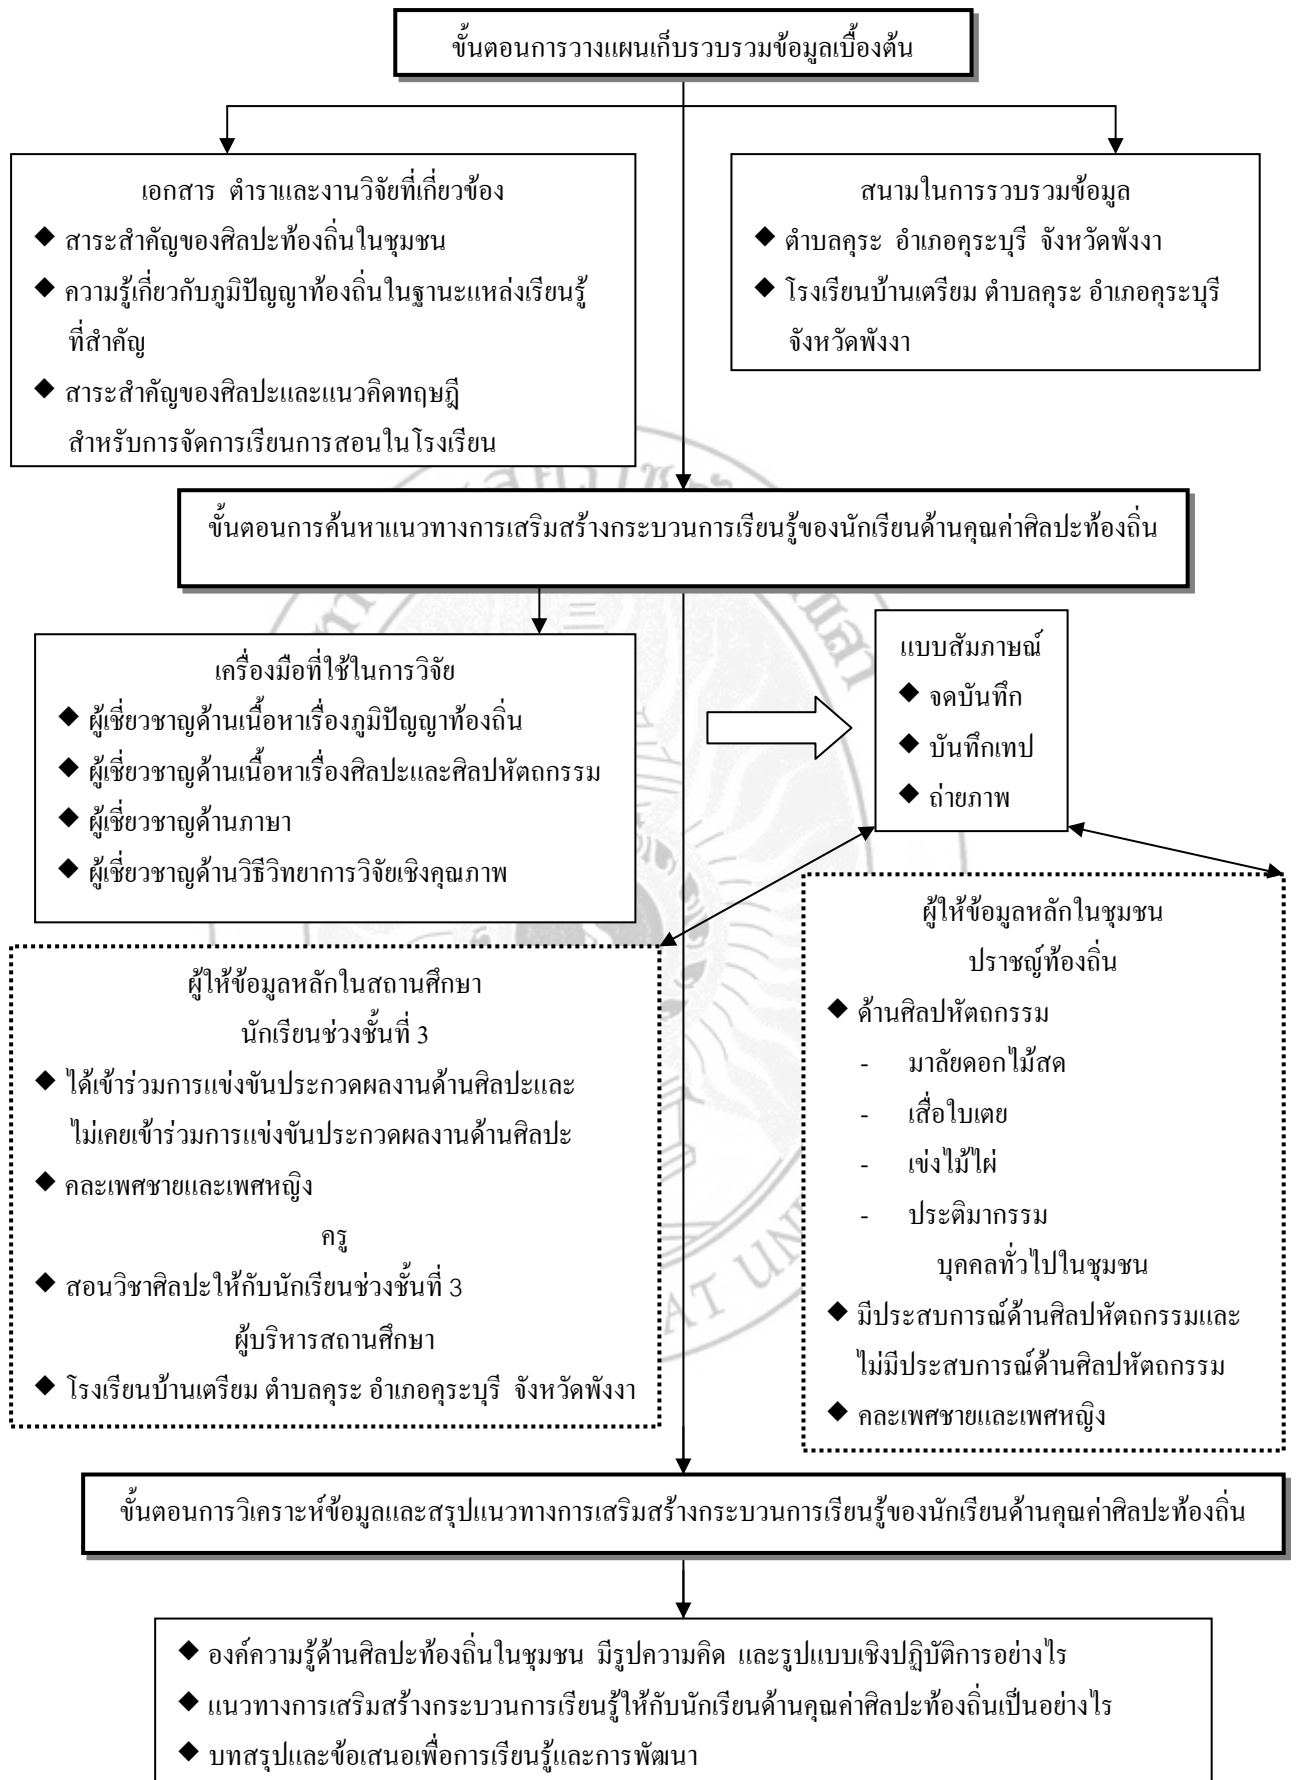 ขั้นตอนการวางแผนเก็บรวบรวมข้อมูลเบื้องต้น
เอกสาร ตำราและงานวิจัยที่เกี่ยวข้อง
◆ สาระสำคัญของศิลปะท้องถิ่นในชุมชน
◆ ความรู้เกี่ยวกับภูมิปัญญาท้องถิ่นในฐานะแหล่งเรียนรู้
ที่สำคัญ
◆ สาระสำคัญของศิลปะและแนวคิดทฤษฎี
สำหรับการจัดการเรียนการสอนในโรงเรียน
สนามในการรวบรวมข้อมูล
◆ ตำบลคุระ อำเภอคุระบุรี จังหวัดพังงา
◆ โรงเรียนบ้านเตรียม ตำบลคุระ อำเภอคุระบุรี
จังหวัดพังงา
ขั้นตอนการค้นหาแนวทางการเสริมสร้างกระบวนการเรียนรู้ของนักเรียนด้านคุณค่าศิลปะท้องถิ่น
เครื่องมือที่ใช้ในการวิจัย
◆ ผู้เชี่ยวชาญด้านเนื้อหาเรื่องภูมิปัญญาท้องถิ่น
◆ ผู้เชี่ยวชาญด้านเนื้อหาเรื่องศิลปะและศิลปหัตถกรรม
◆ ผู้เชี่ยวชาญด้านภาษา
◆ ผู้เชี่ยวชาญด้านวิธีวิทยาการวิจัยเชิงคุณภาพ
แบบสัมภาษณ์
◆ จดบันทึก
◆ บันทึกเทป
◆ ถ่ายภาพ
ผู้ให้ข้อมูลหลักในสถานศึกษา
นักเรียนช่วงชั้นที่ 3
◆ ได้เข้าร่วมการแข่งขันประกวดผลงานด้านศิลปะและ
ไม่เคยเข้าร่วมการแข่งขันประกวดผลงานด้านศิลปะ
◆ คละเพศชายและเพศหญิง
ครู
◆ สอนวิชาศิลปะให้กับนักเรียนช่วงชั้นที่ 3
ผู้บริหารสถานศึกษา
◆ โรงเรียนบ้านเตรียม ตำบลคุระ อำเภอคุระบุรี จังหวัดพังงา
ผู้ให้ข้อมูลหลักในชุมชน
ปราชญ์ท้องถิ่น
◆ ด้านศิลปหัตถกรรม
- มาลัยดอกไม้สด
- เสื่อใบเตย
- เข่งไม้ไผ่
- ประติมากรรม
บุคคลทั่วไปในชุมชน
◆ มีประสบการณ์ด้านศิลปหัตถกรรมและ
ไม่มีประสบการณ์ด้านศิลปหัตถกรรม
◆ คละเพศชายและเพศหญิง
ขั้นตอนการวิเคราะห์ข้อมูลและสรุปแนวทางการเสริมสร้างกระบวนการเรียนรู้ของนักเรียนด้านคุณค่าศิลปะท้องถิ่น
◆ องค์ความรู้ด้านศิลปะท้องถิ่นในชุมชน มีรูปความคิด และรูปแบบเชิงปฏิบัติการอย่างไร
◆ แนวทางการเสริมสร้างกระบวนการเรียนรู้ให้กับนักเรียนด้านคุณค่าศิลปะท้องถิ่นเป็นอย่างไร
◆ บทสรุปและข้อเสนอเพื่อการเรียนรู้และการพัฒนา